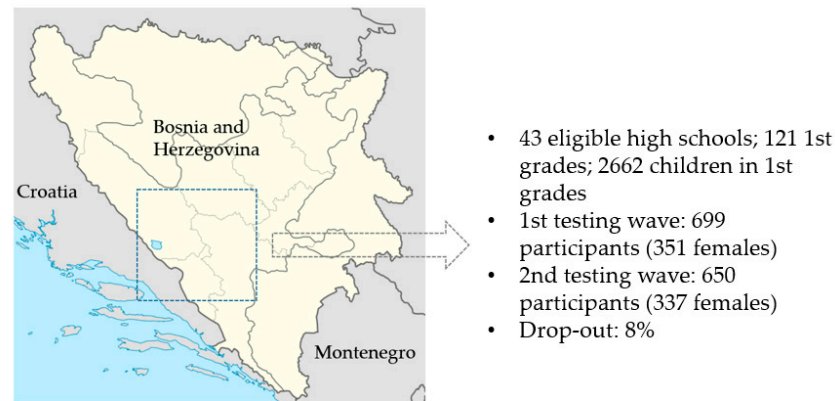 Bosnia and
Herzegovina
Croatia
Montenegro
• 43 eligible high schools; 121 1st
grades; 2662 children in 1st
grades
• 1st testing wave: 699
participants (351 females)
• 2nd testing wave: 650
participants (337 females)
• Drop-out: 8%